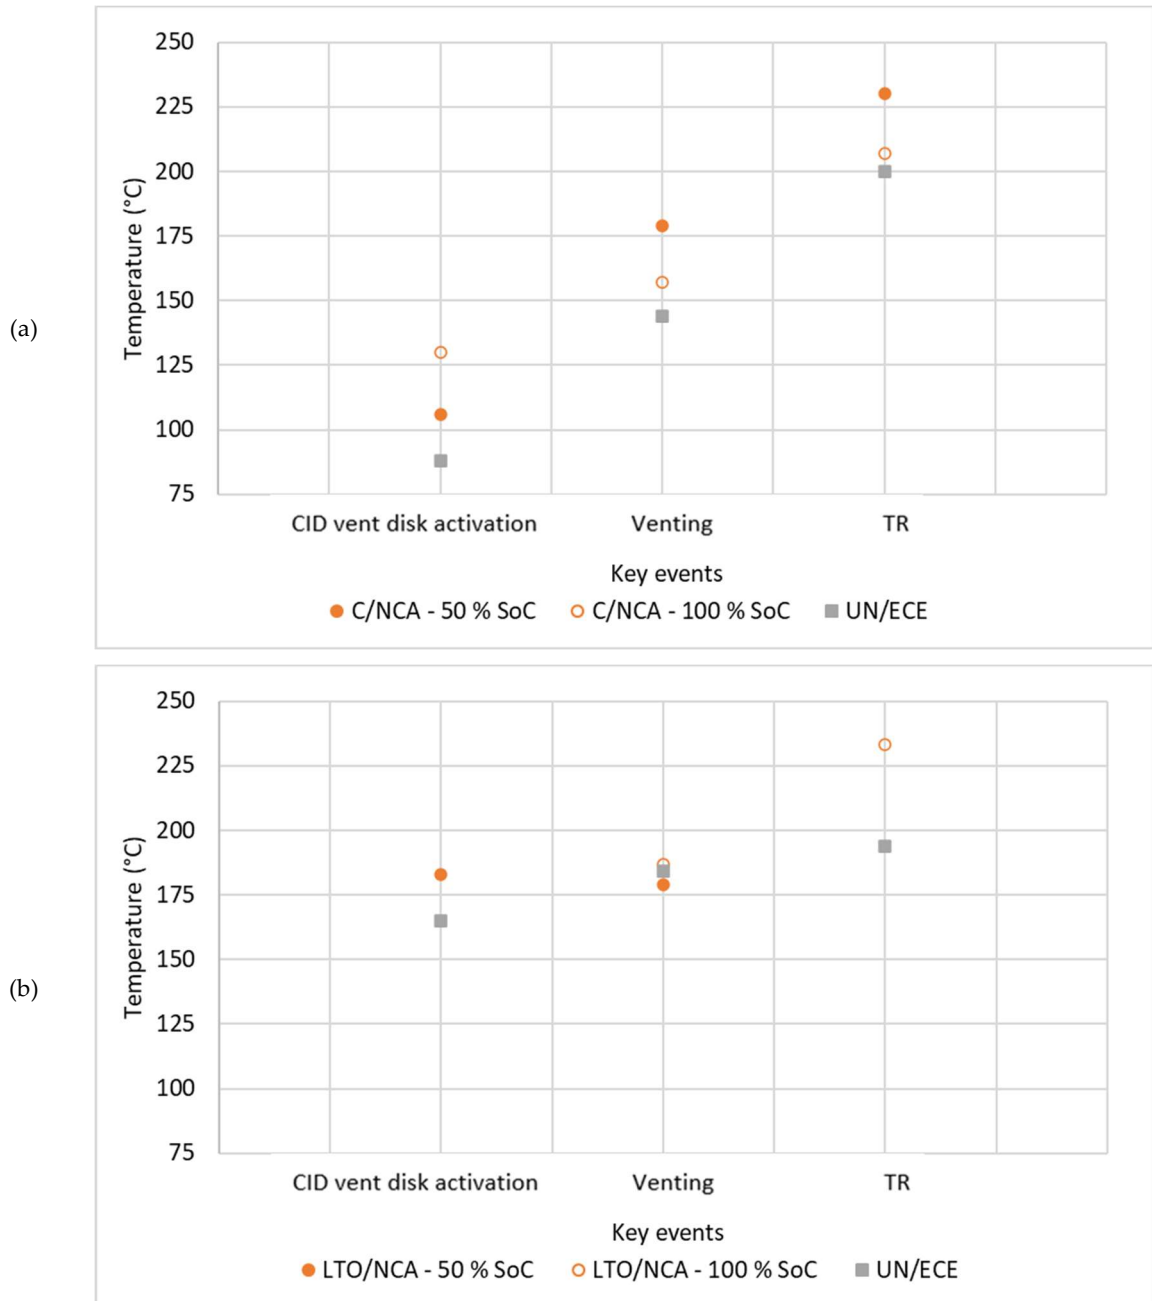 250
225
200
175
150
125
100
75
Temperature (°C)
(a)
CID vent disk activation Venting TR
Key events
C/NCA - 50 % SoC C/NCA - 100 % SoC UN/ECE
250
225
200
175
150
125
100
75
Temperature (°C)
(b)
CID vent disk activation Venting TR
Key events
LTO/NCA - 50 % SoC LTO/NCA - 100 % SoC UN/ECE